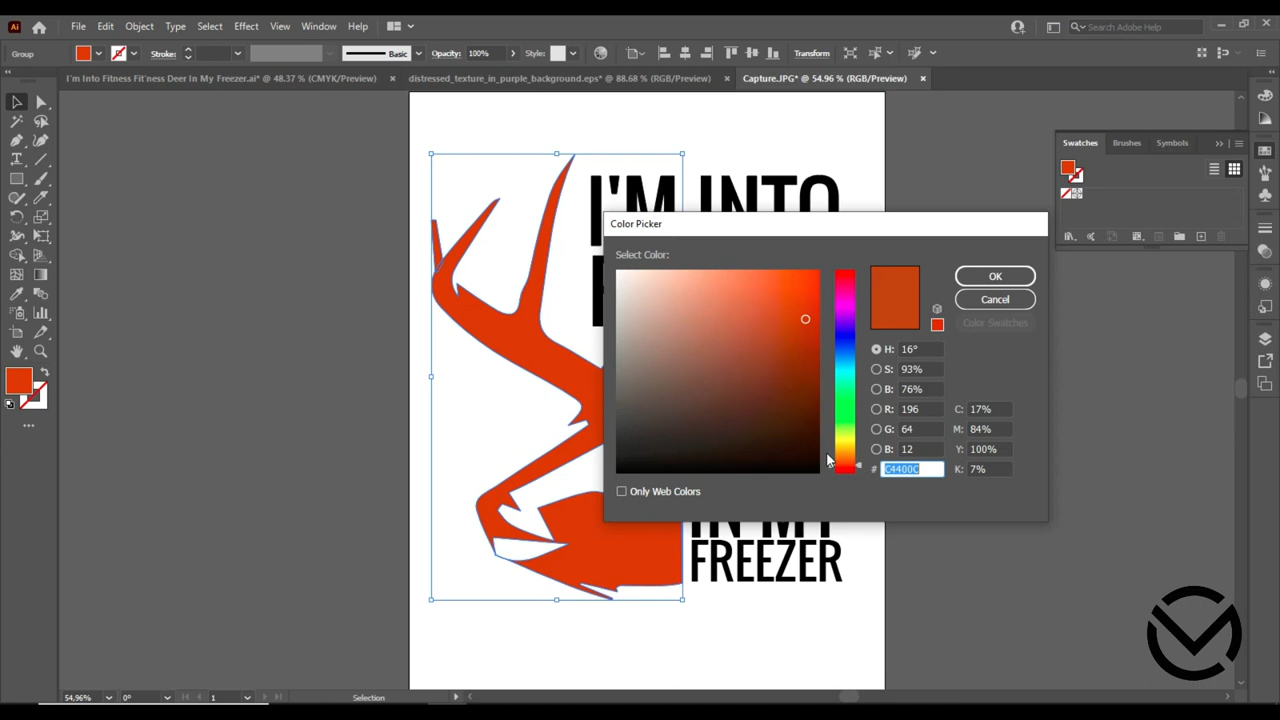 Ai File Edit Object Type Select Effect View Window Help Search Adobe Help
Group Stroke: Basic Opacity: 100% Style: Transform
I'm Into Fitness Fit'ness Deer In My Freezer.ai* @ 48.37 % (CMYK/Preview) × distressed_texture_in_purple_background.eps* @ 88.68 % (RGB/Preview) × Capture.JPG* @ 54.96 % (RGB/Preview) ×
Swatches Brushes Symbols
I'M INTO
Color Picker
Select Color:
OK
Cancel
Color Swatches
H: 16°
S: 93%
B: 76%
R: 196 C: 17%
G: 64 M: 84%
B: 12 Y: 100%
# C4400C K: 7%
Only Web Colors
IN MY
FREEZER
54,96% 0° 1 Selection